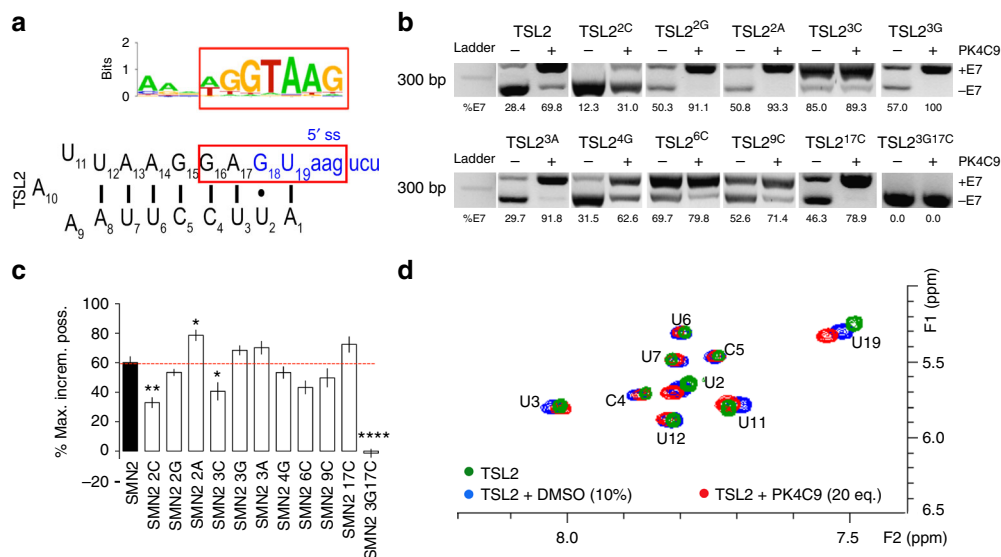 a
Bits
2
1
0
A A A T G G T A A G
5′ ss
TSL2
U11 U12 A13 A14 G15 G16 A17 G18 U19 aag ucu
A10
A9 A8 U7 U6 C5 C4 U3 U2 A1
b
TSL2 TSL2^2C TSL2^2G TSL2^2A TSL2^3C TSL2^3G
Ladder – + – + – + – + – + – + PK4C9
300 bp +E7
–E7
%E7 28.4 69.8 12.3 31.0 50.3 91.1 50.8 93.3 85.0 89.3 57.0 100
TSL2^3A TSL2^4G TSL2^6C TSL2^9C TSL2^17C TSL2^3G17C
Ladder – + – + – + – + – + – + PK4C9
300 bp +E7
–E7
%E7 29.7 91.8 31.5 62.6 69.7 79.8 52.6 71.4 46.3 78.9 0.0 0.0
c
% Max. increm. poss.
100
80
60
40
20
0
–20
** * * ****
SMN2
SMN2 2C
SMN2 2G
SMN2 2A
SMN2 3C
SMN2 3G
SMN2 3A
SMN2 4G
SMN2 6C
SMN2 9C
SMN2 17C
SMN2 3G17C
d
U6
U19
U7 C5
U2
U3 C4 U11
U12
TSL2
TSL2 + DMSO (10%) TSL2 + PK4C9 (20 eq.)
F1 (ppm)
5.5
6.0
6.5
8.0 F2 (ppm) 7.5